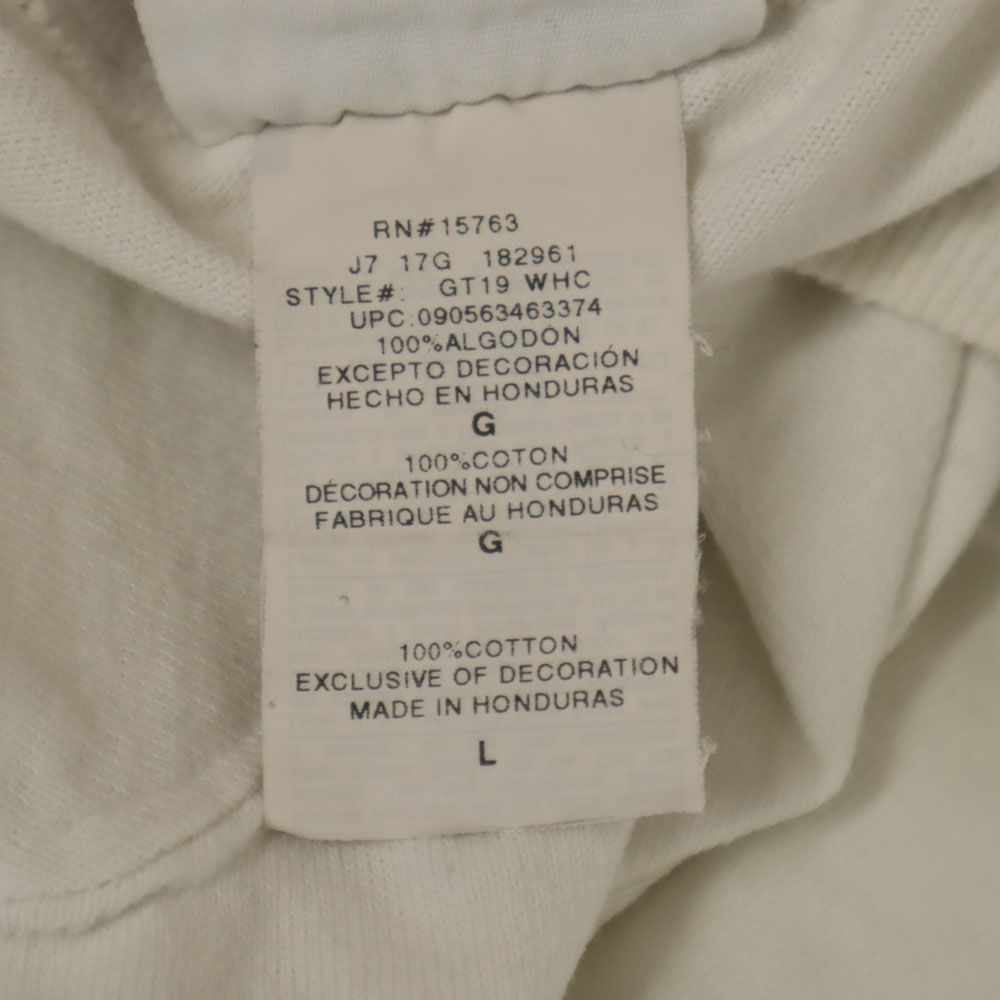 RN#15763
J7 17G 182961
STYLE#: GT19 WHC
UPC.090563463374
100%ALGODÓN
EXCEPTO DECORACIÓN
HECHO EN HONDURAS
G
100%COTON
DÉCORATION NON COMPRISE
FABRIQUE AU HONDURAS
G
100%COTTON
EXCLUSIVE OF DECORATION
MADE IN HONDURAS
L